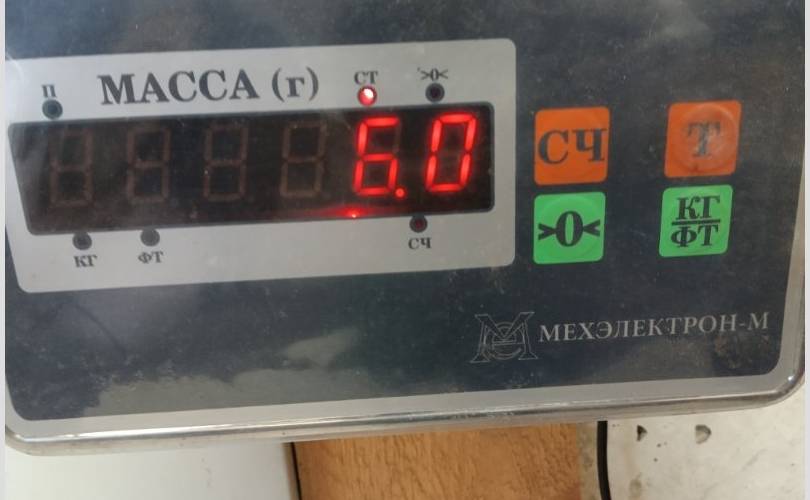 П МАССА (г) СТ >0<
6.0
КГ ФТ СЧ
СЧ Т
>0< КГ
ФТ
МЕХЭЛЕКТРОН-М